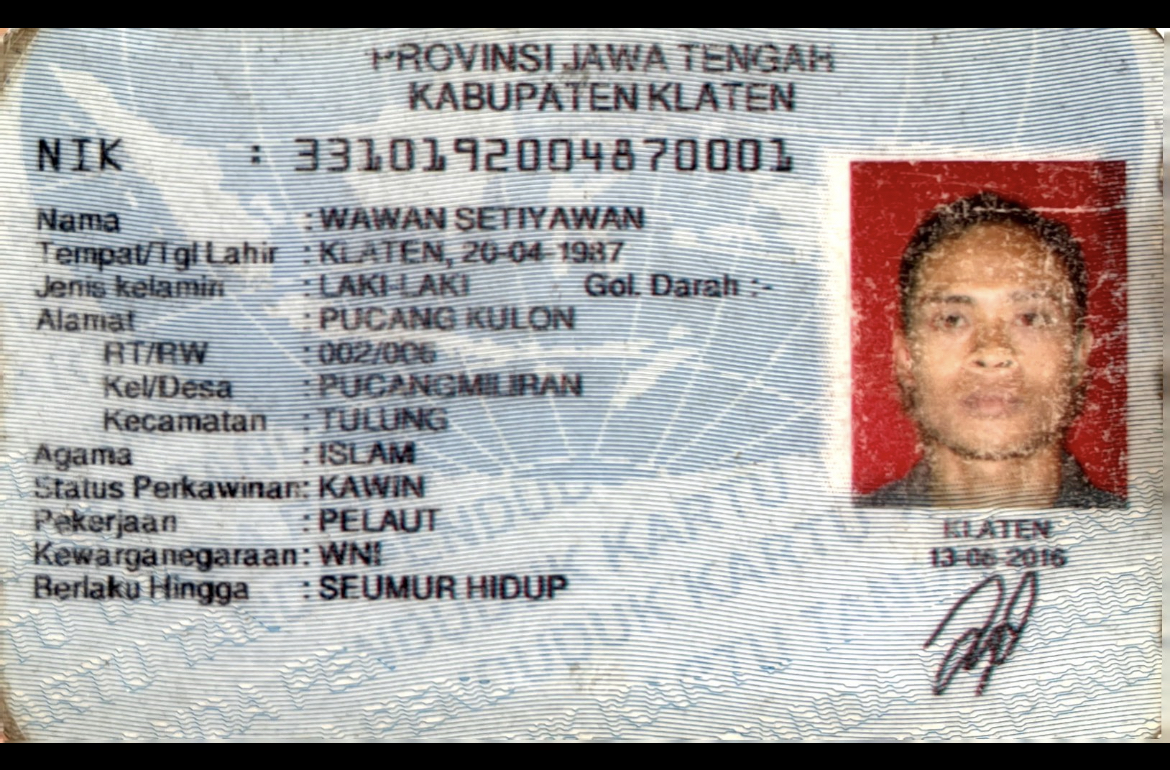 PROVINSI JAWA TENGAH
KABUPATEN KLATEN
NIK : 3310192004870001
Nama : WAWAN SETIYAWAN
Tempat/Tgl Lahir : KLATEN, 20-04-1987
Jenis kelamin : LAKI-LAKI Gol. Darah :-
Alamat : PUCANG KULON
RT/RW : 002/006
Kel/Desa : PUCANGMILIRAN
Kecamatan : TULUNG
Agama : ISLAM
Status Perkawinan: KAWIN
Pekerjaan : PELAUT
Kewarganegaraan: WNI
Berlaku Hingga : SEUMUR HIDUP
KLATEN
13-06-2016